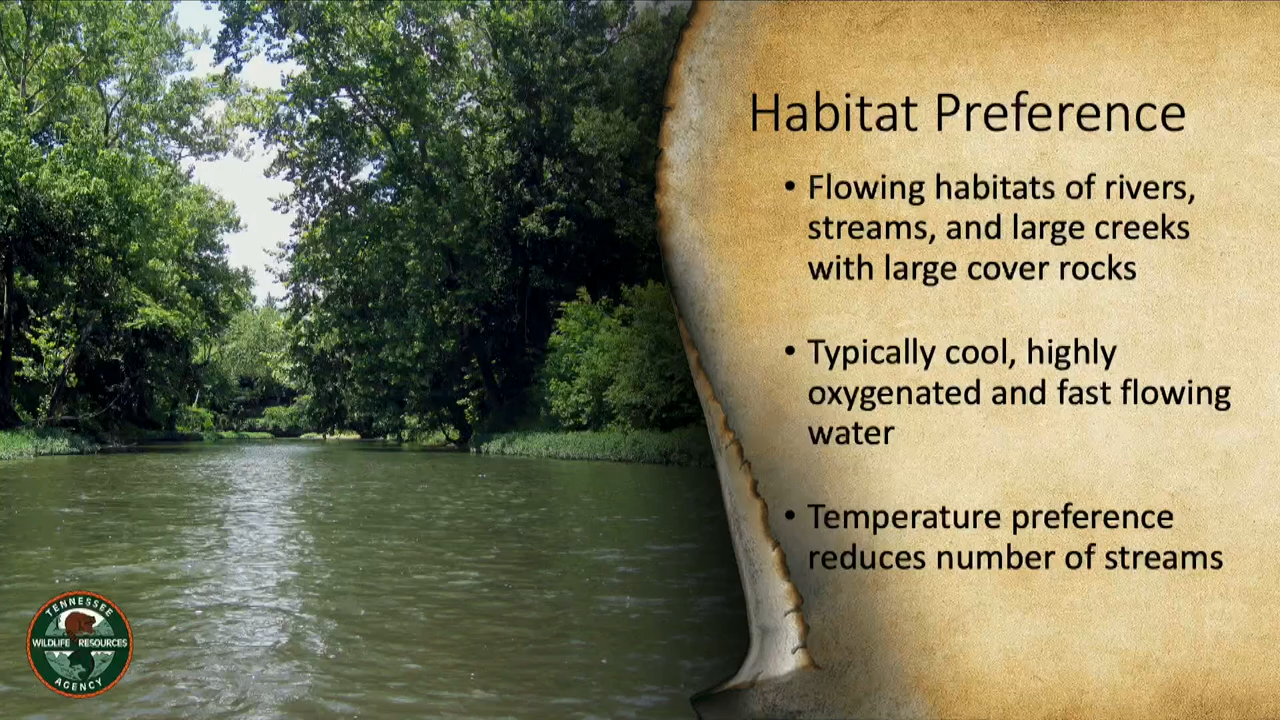 Habitat Preference
• Flowing habitats of rivers,
streams, and large creeks
with large cover rocks
• Typically cool, highly
oxygenated and fast flowing
water
• Temperature preference
reduces number of streams
TENNESSEE
WILDLIFE RESOURCES
AGENCY